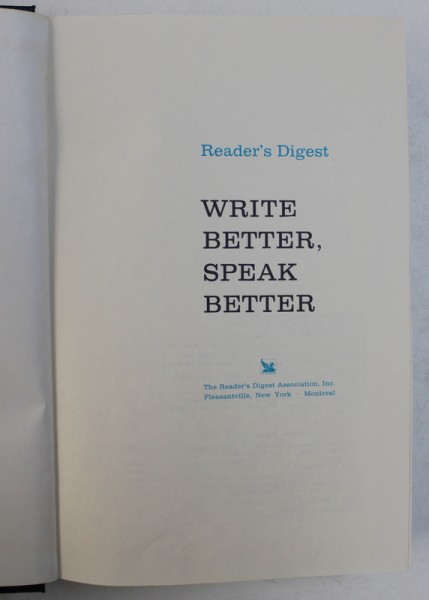 Reader's Digest
WRITE
BETTER,
SPEAK
BETTER
The Reader's Digest Association, Inc.
Pleasantville, New York · Montreal